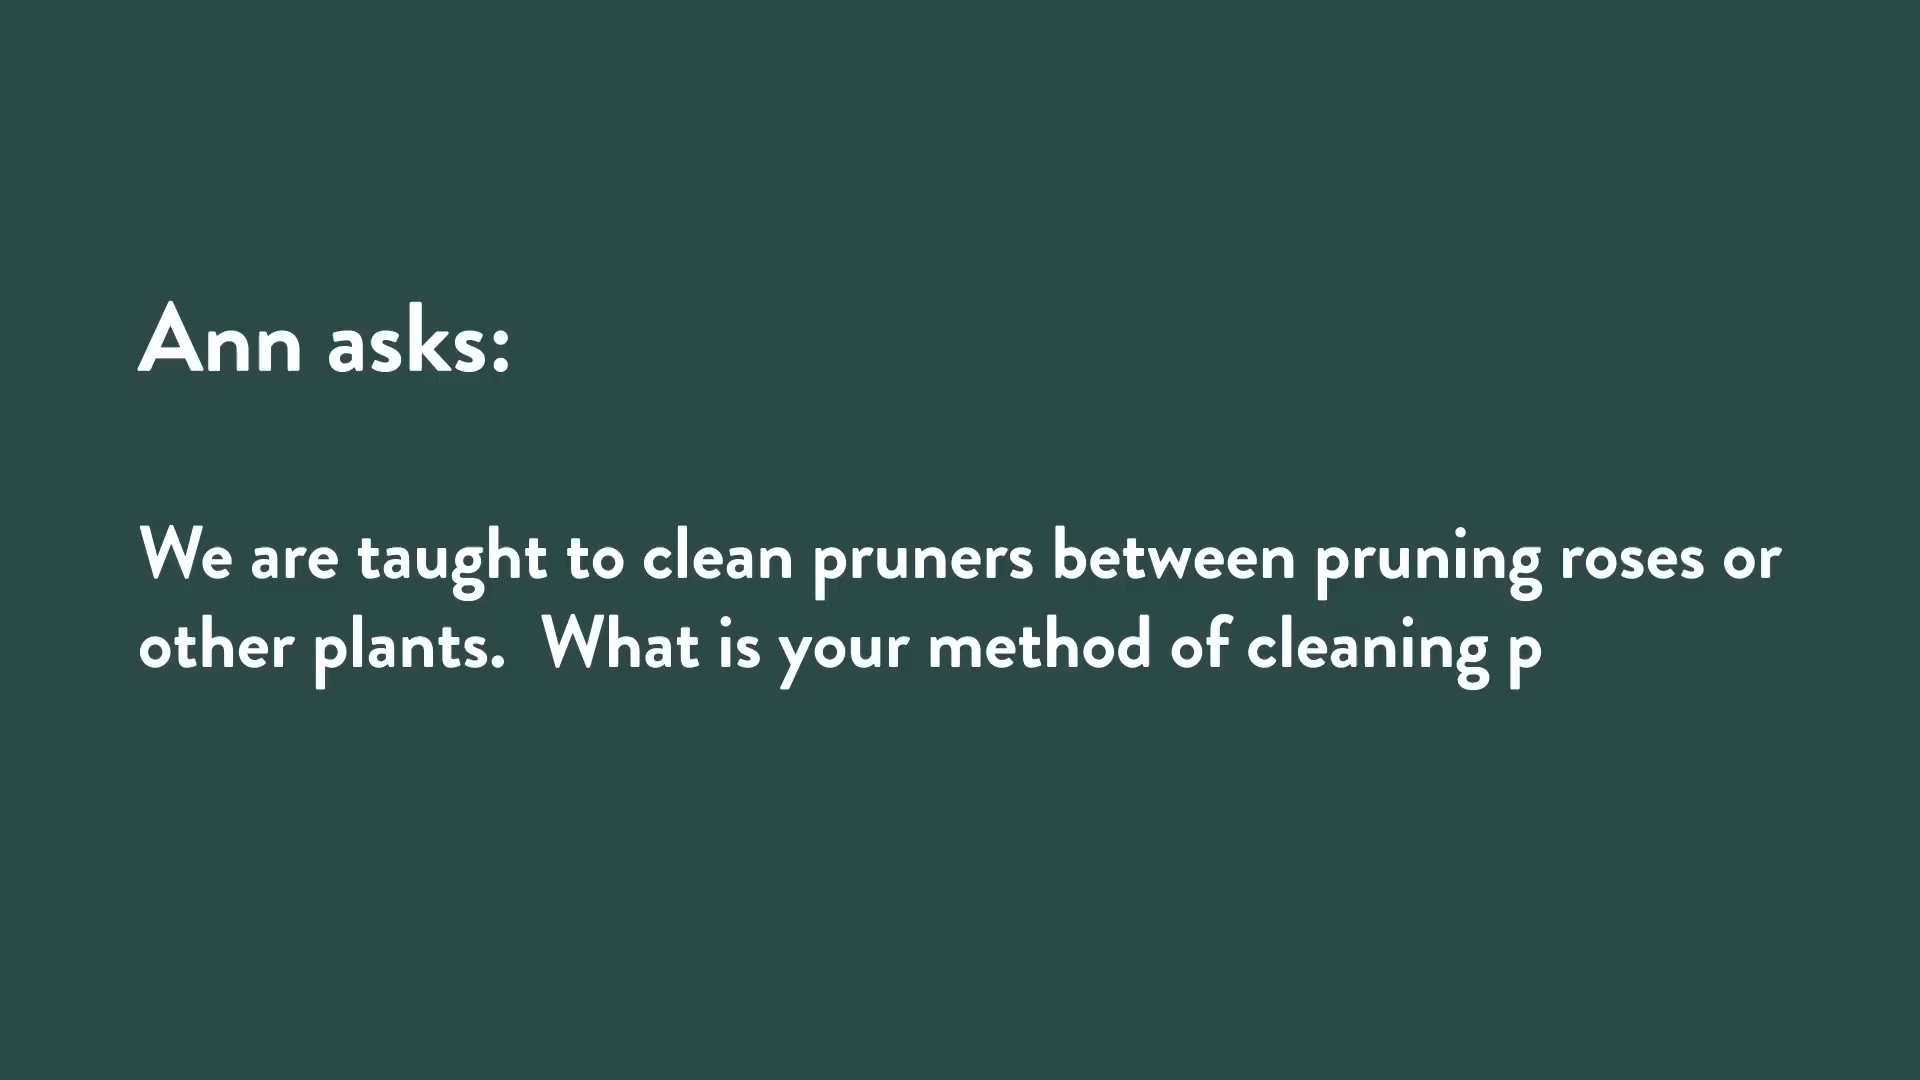 Ann asks:
We are taught to clean pruners between pruning roses or
other plants.  What is your method of cleaning p